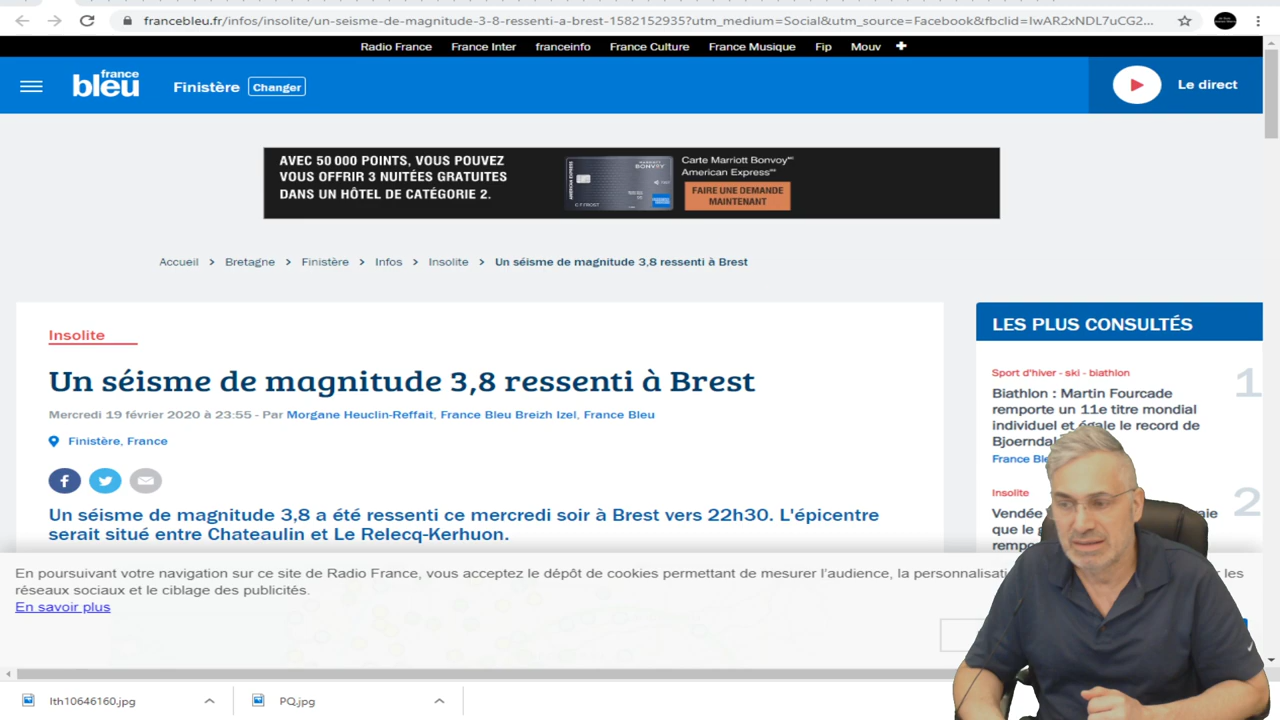 francebleu.fr/infos/insolite/un-seisme-de-magnitude-3-8-ressenti-a-brest-1582152935?utm_medium=Social&utm_source=Facebook&fbclid=IwAR2xNDL7uCG2...
Radio France France Inter franceinfo France Culture France Musique Fip Mouv +
france
bleu
Finistère Changer
Le direct
AVEC 50 000 POINTS, VOUS POUVEZ
VOUS OFFRIR 3 NUITÉES GRATUITES
DANS UN HÔTEL DE CATÉGORIE 2.
BONVOY
Carte Marriott Bonvoy
American Express
FAIRE UNE DEMANDE
MAINTENANT
Accueil > Bretagne > Finistère > Infos > Insolite > Un séisme de magnitude 3,8 ressenti à Brest
Insolite
Un séisme de magnitude 3,8 ressenti à Brest
Mercredi 19 février 2020 à 23:55 - Par Morgane Heuclin-Reffait, France Bleu Breizh Izel, France Bleu
Finistère, France
Un séisme de magnitude 3,8 a été ressenti ce mercredi soir à Brest vers 22h30. L'épicentre
serait situé entre Chateaulin et Le Relecq-Kerhuon.
LES PLUS CONSULTÉS
Sport d'hiver - ski - biathlon
1
Biathlon : Martin Fourcade
remporte un 11e titre mondial
individuel et égale le record de
Bjoernda
France Ble
Insolite
2
Vendée
que le
rempo
En poursuivant votre navigation sur ce site de Radio France, vous acceptez le dépôt de cookies permettant de mesurer l'audience, la personnalisati les
réseaux sociaux et le ciblage des publicités.
En savoir plus
lth10646160.jpg
PQ.jpg